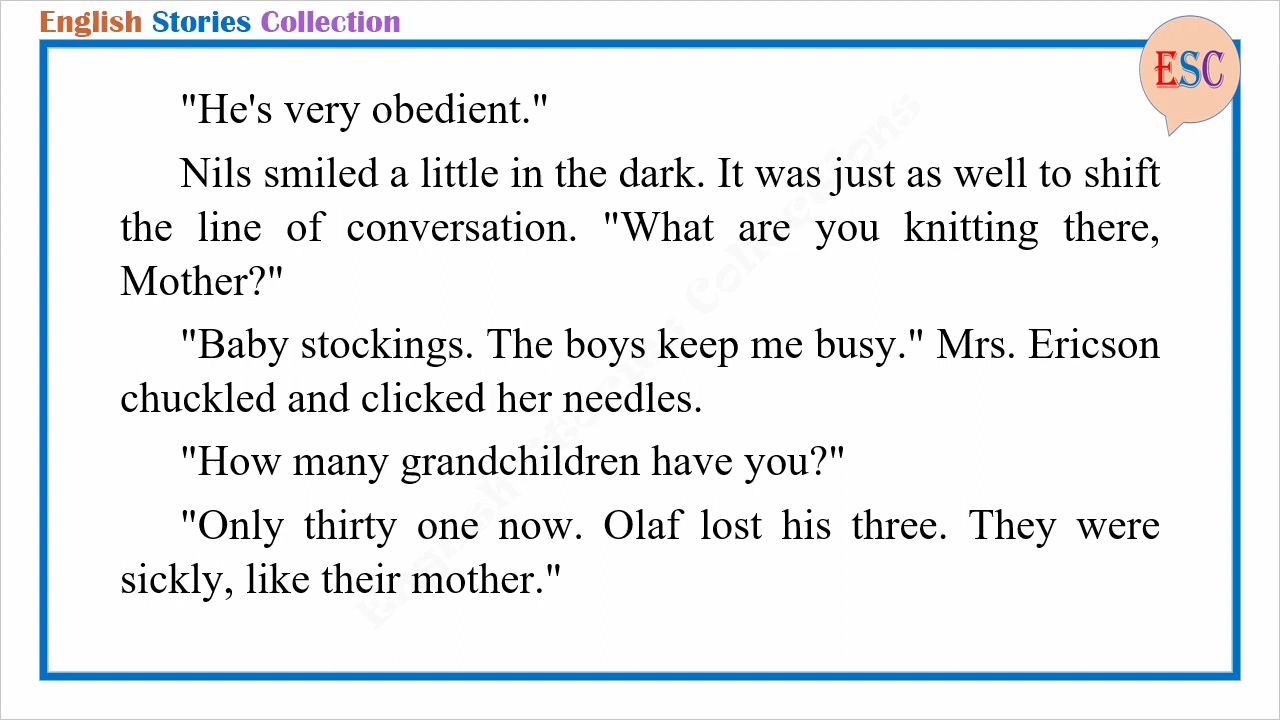 English Stories Collection
ESC
"He's very obedient."
Nils smiled a little in the dark. It was just as well to shift
the line of conversation. "What are you knitting there,
Mother?"
"Baby stockings. The boys keep me busy." Mrs. Ericson
chuckled and clicked her needles.
"How many grandchildren have you?"
"Only thirty one now. Olaf lost his three. They were
sickly, like their mother."
English Stories Collections